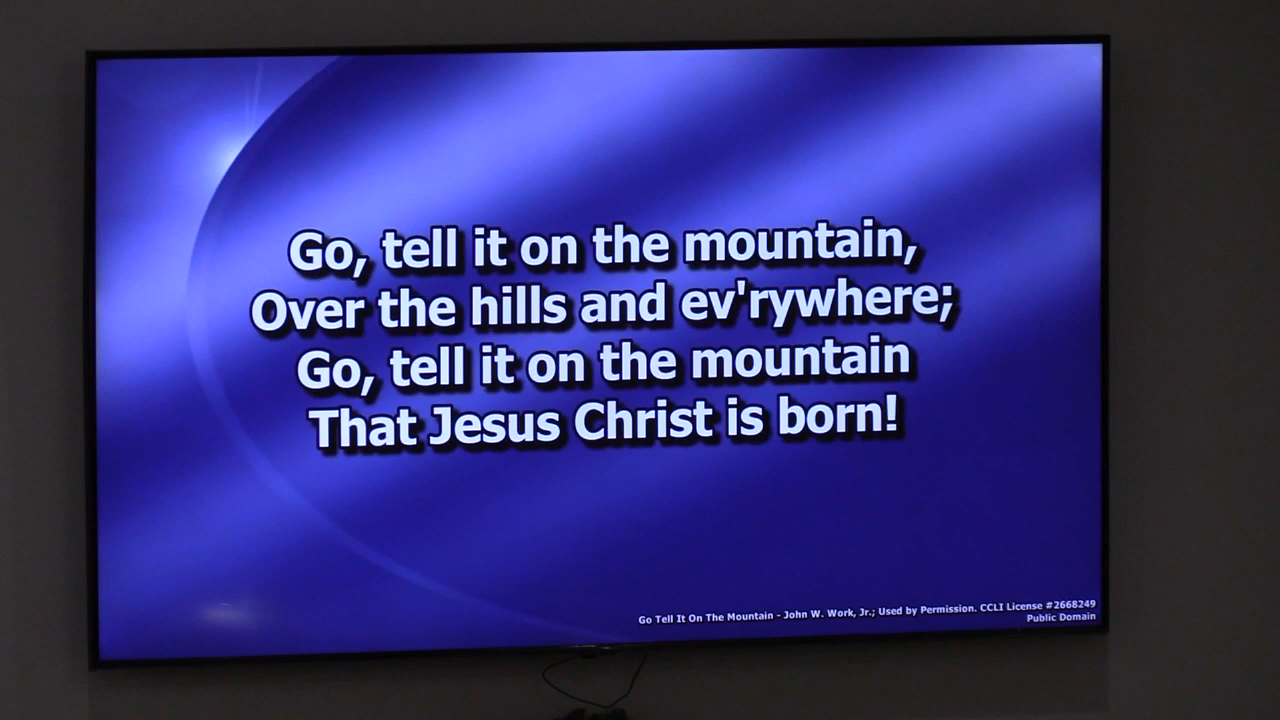 Go, tell it on the mountain,
Over the hills and ev'rywhere;
Go, tell it on the mountain
That Jesus Christ is born!
Go Tell It On The Mountain - John W. Work, Jr.; Used by Permission. CCLI License #2668249
Public Domain